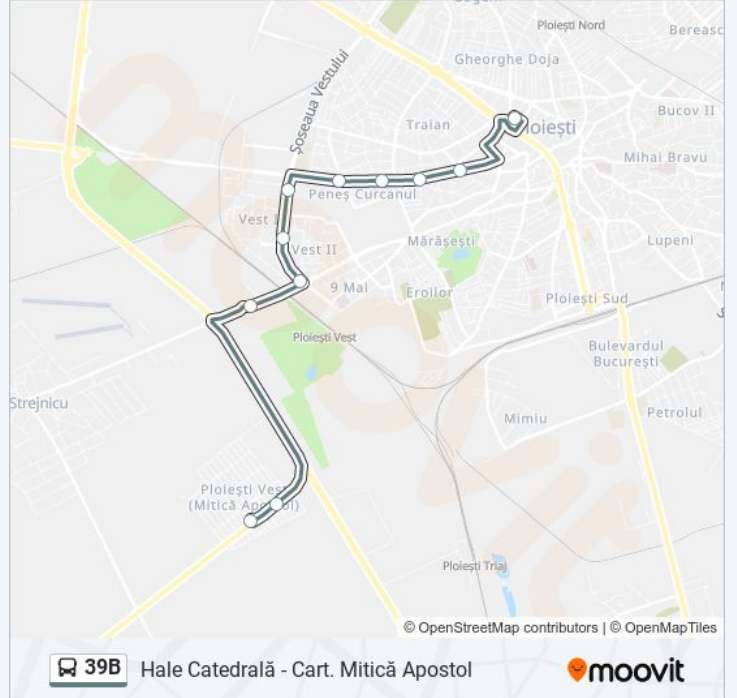 Ploiești Nord
Bereasc
Gheorghe Doja
Șoseaua Vestului
Bucov II
Traian
loiești
Mihai Bravu
Peneș Curcanul
Vest I
Vest II
Mărășești
Lupeni
9 Mai
Eroilor
Ploiești Sud
Ploiești Vest
Bulevardul
București
Strejnicu
Mimiu
Petrolul
Ploiești Vest
(Mitică Apostol)
Ploiești Triaj
© OpenStreetMap contributors | © OpenMapTiles
39B Hale Catedrală - Cart. Mitică Apostol moovit